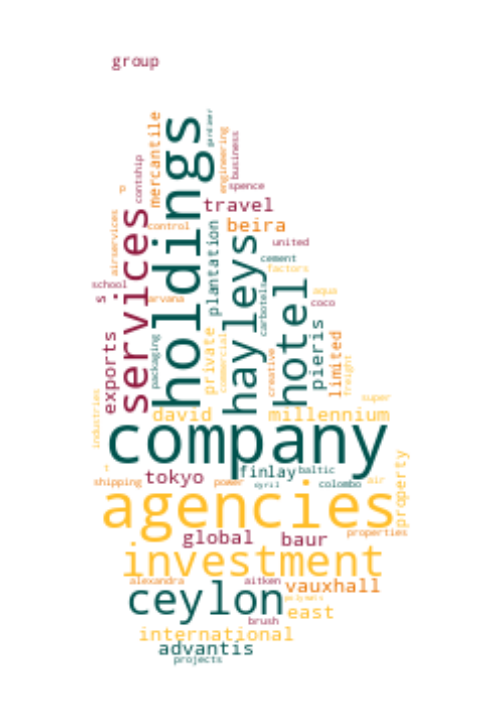 group
holdings
gardiner
mercantile
engineering
business
contship
p
spence
services
travel
airservices
control
beira
plantation
hayleys
united
cement
factors
school
s
arvana
carbotels
hotel
aqua
coco
exports
packaging
private
commercial
creative
pieris
limited
freight
industries
david
millennium
super
company
t
shipping
tokyo
power
finlay
cyril
baltic
colombo
air
property
agencies
global
baur
properties
investment
alexandra
aitken
vauxhall
ceylon
east
brush
international
advantis
projects